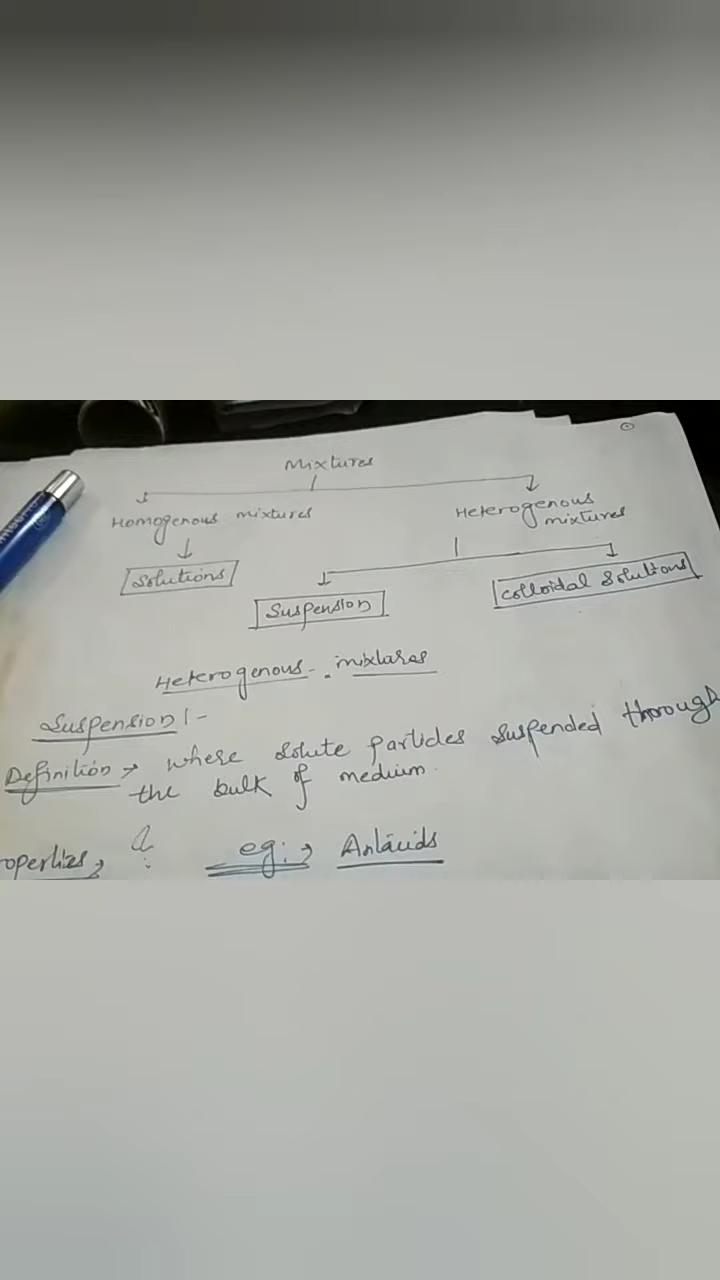 Mixtures
Homogenous mixtures
Heterogenous mixtures
Solutions
Suspension
Colloidal Solutions
Heterogenous mixtures
Suspension :-
Definition → where solute particles suspended thoroug
the bulk of medium.
operties, eg: → Antacids